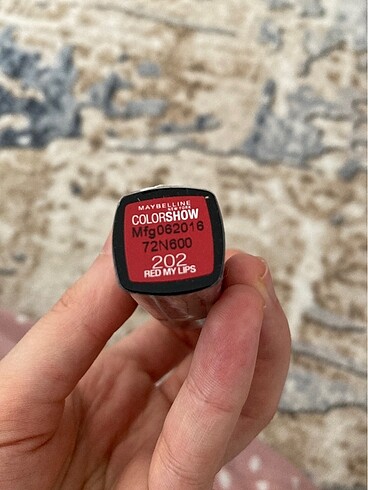 MAYBELLINE
NEW YORK
COLORSHOW
Mfg062016
72N600
202
RED MY LIPS